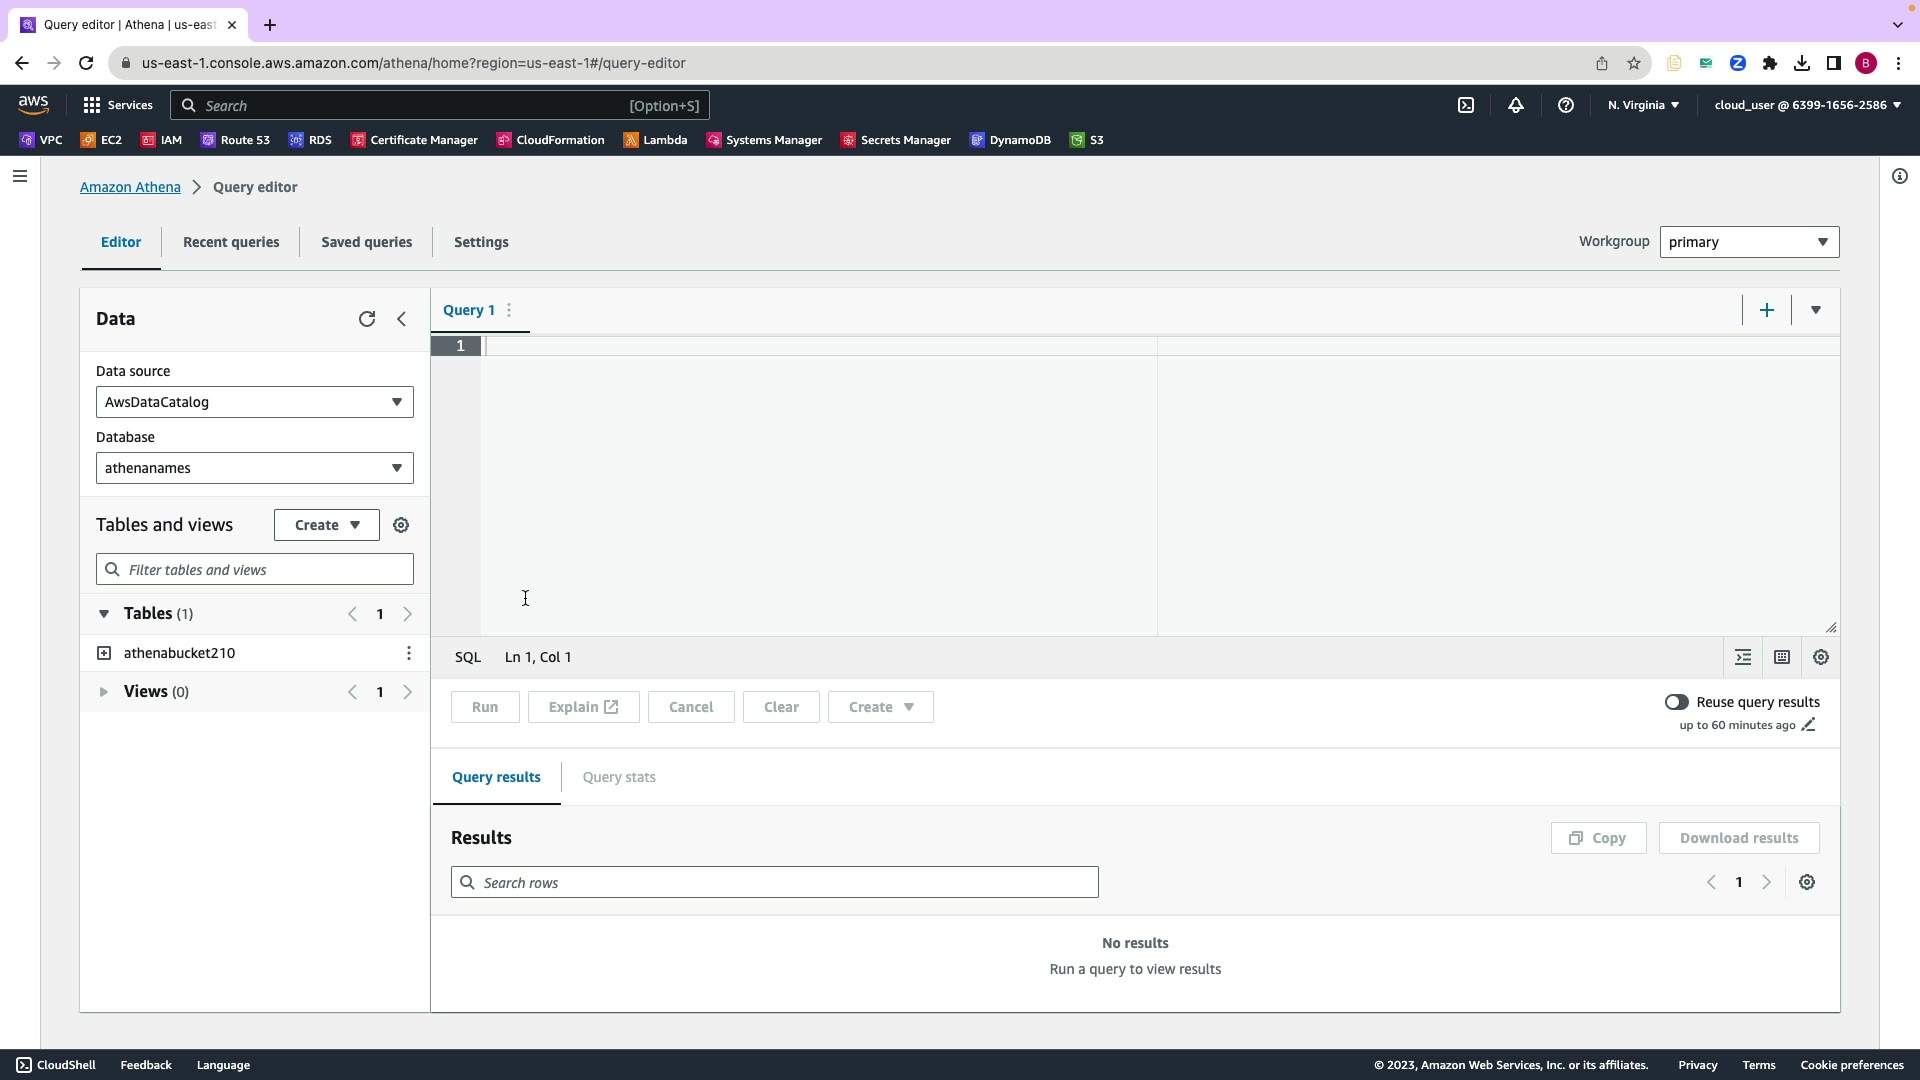 Query editor | Athena | us-east
us-east-1.console.aws.amazon.com/athena/home?region=us-east-1#/query-editor
B
aws
Services
Search [Option+S]
N. Virginia
cloud_user @ 6399-1656-2586
VPC EC2 IAM Route 53 RDS Certificate Manager CloudFormation Lambda Systems Manager Secrets Manager DynamoDB S3
Amazon Athena > Query editor
Editor Recent queries Saved queries Settings
Workgroup primary
Data
Query 1
1
Data source
AwsDataCatalog
Database
athenanames
Tables and views Create
Filter tables and views
Tables (1) 1
athenabucket210
Views (0) 1
SQL Ln 1, Col 1
Run Explain Cancel Clear Create
Reuse query results
up to 60 minutes ago
Query results Query stats
Results
Copy Download results
Search rows
1
No results
Run a query to view results
CloudShell Feedback Language
© 2023, Amazon Web Services, Inc. or its affiliates. Privacy Terms Cookie preferences